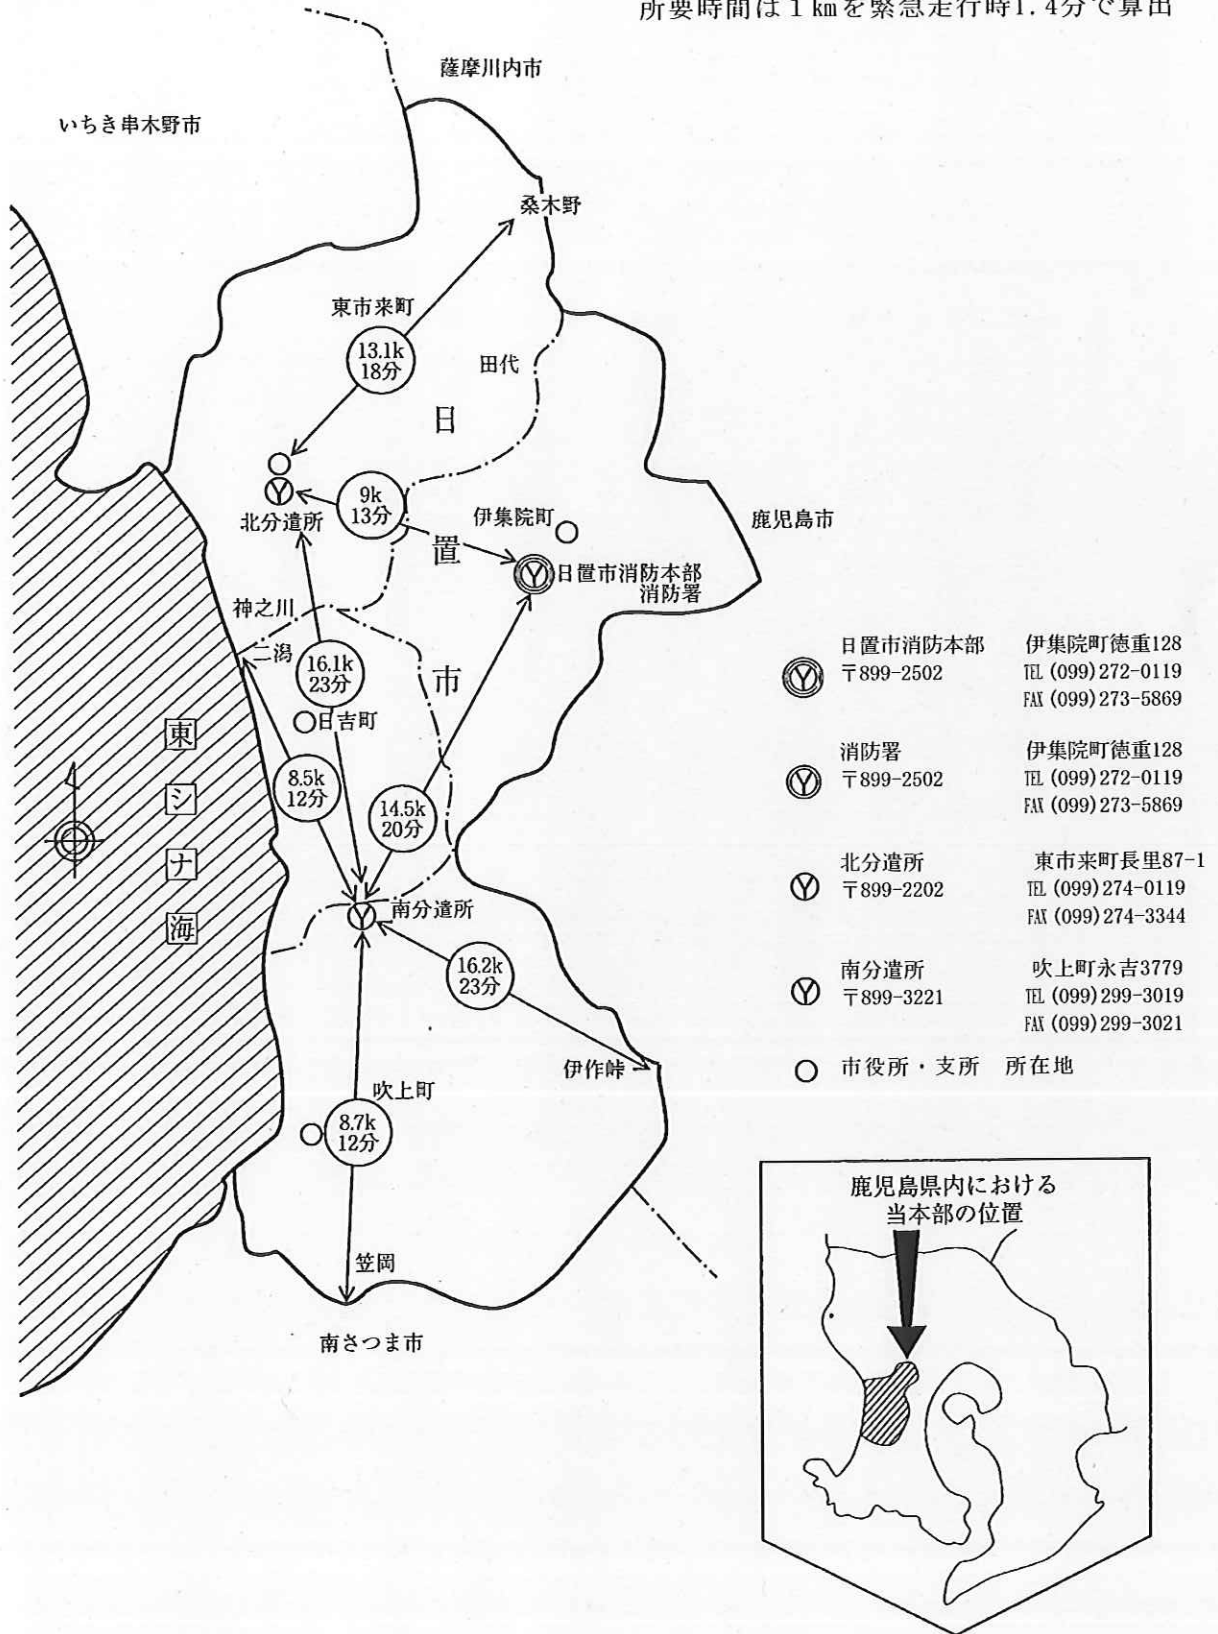 所要時間は1㎞を緊急走行時1.4分で算出
薩摩川内市
いちき串木野市
桑木野
東市来町
13.1k
18分
田代
日
9k
13分
北分遣所
伊集院町
鹿児島市
置
日置市消防本部
消防署
神之川
二潟
16.1k
23分
市
日吉町
8.5k
12分
14.5k
20分
東シナ海
南分遣所
16.2k
23分
伊作峠
吹上町
8.7k
12分
笠岡
南さつま市
日置市消防本部 伊集院町徳重128
〒899-2502 TEL (099)272-0119
FAX (099)273-5869
消防署 伊集院町徳重128
〒899-2502 TEL (099)272-0119
FAX (099)273-5869
北分遣所 東市来町長里87-1
〒899-2202 TEL (099)274-0119
FAX (099)274-3344
南分遣所 吹上町永吉3779
〒899-3221 TEL (099)299-3019
FAX (099)299-3021
市役所・支所 所在地
鹿児島県内における
当本部の位置